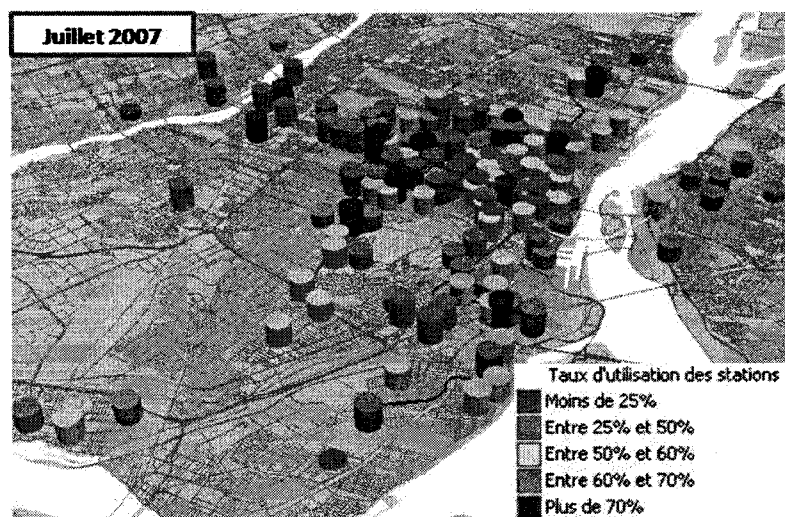 Juillet 2007
Taux d'utilisation des stations
Moins de 25%
Entre 25% et 50%
Entre 50% et 60%
Entre 60% et 70%
Plus de 70%